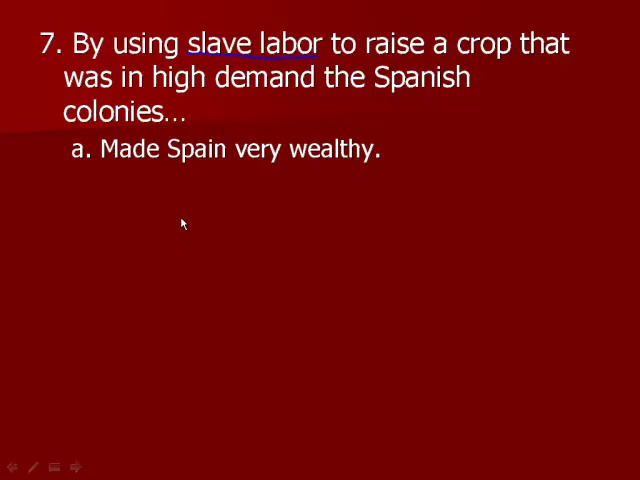 7. By using slave labor to raise a crop that
was in high demand the Spanish
colonies...
a. Made Spain very wealthy.